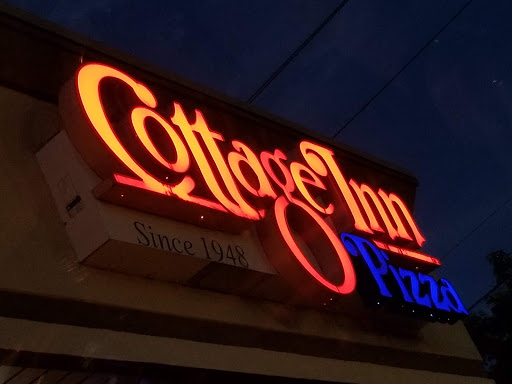 Cottage Inn
Pizza
Since 1948